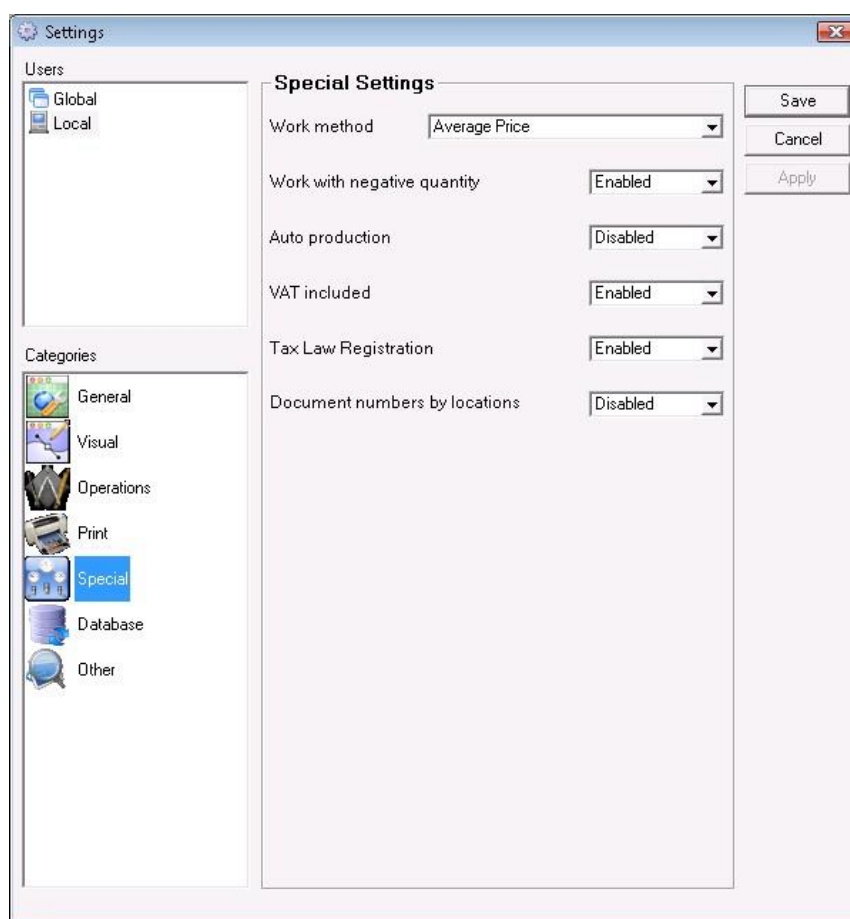 Settings
Users
Global
Local
Special Settings
Work method Average Price
Work with negative quantity Enabled
Auto production Disabled
VAT included Enabled
Tax Law Registration Enabled
Document numbers by locations Disabled
Save
Cancel
Apply
Categories
General
Visual
Operations
Print
Special
Database
Other